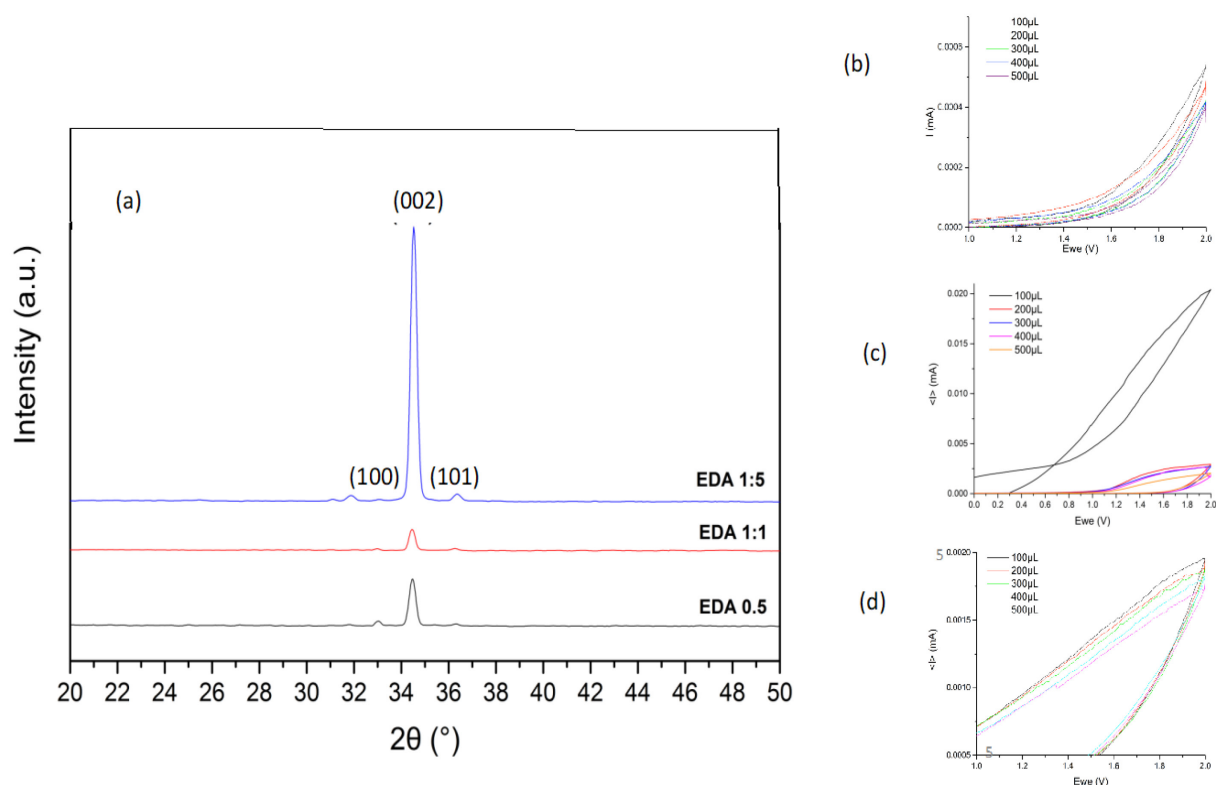 (a)
(002)
(100)
(101)
EDA 1:5
EDA 1:1
EDA 0.5
Intensity (a.u.)
20 22 24 26 28 30 32 34 36 38 40 42 44 46 48 50
2θ (°)
(b)
100µL
200µL
300µL
400µL
500µL
0.0005
0.0004
0.0002
0.0000
I (mA)
1.0 1.2 1.4 1.6 1.8 2.0
Ewe (V)
(c)
100µL
200µL
300µL
400µL
500µL
0.020
0.015
0.010
0.005
0.000
<I> (mA)
0.0 0.2 0.4 0.6 0.8 1.0 1.2 1.4 1.6 1.8 2.0
Ewe (V)
(d)
5
100µL
200µL
300µL
400µL
500µL
0.0020
0.0015
0.0010
0.0005
<I> (mA)
5
1.0 1.2 1.4 1.6 1.8 2.0
Ewe (V)